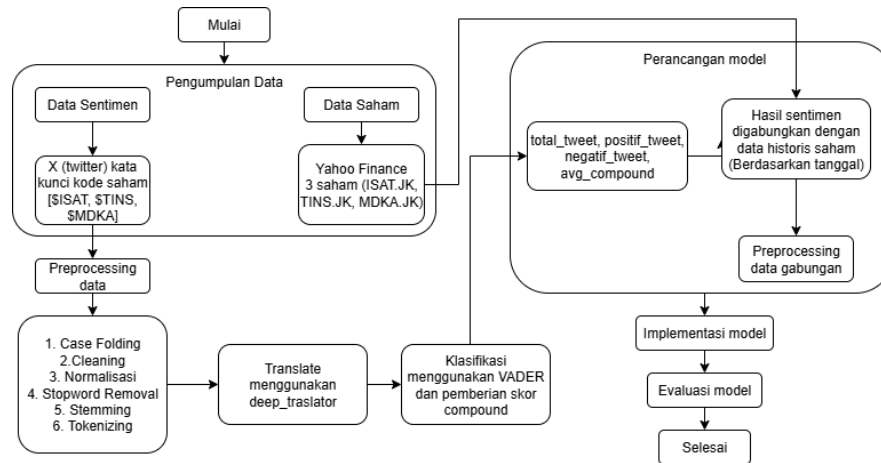 Mulai
Pengumpulan Data
Data Sentimen
Data Saham
X (twitter) kata
kunci kode saham
[$ISAT, $TINS,
$MDKA]
Yahoo Finance
3 saham (ISAT.JK,
TINS.JK, MDKA.JK)
Preprocessing
data
1. Case Folding
2.Cleaning
3. Normalisasi
4. Stopword Removal
5. Stemming
6. Tokenizing
Translate
menggunakan
deep_traslator
Klasifikasi
menggunakan VADER
dan pemberian skor
compound
Perancangan model
total_tweet, positif_tweet,
negatif_tweet,
avg_compound
Hasil sentimen
digabungkan dengan
data historis saham
(Berdasarkan tanggal)
Preprocessing
data gabungan
Implementasi model
Evaluasi model
Selesai